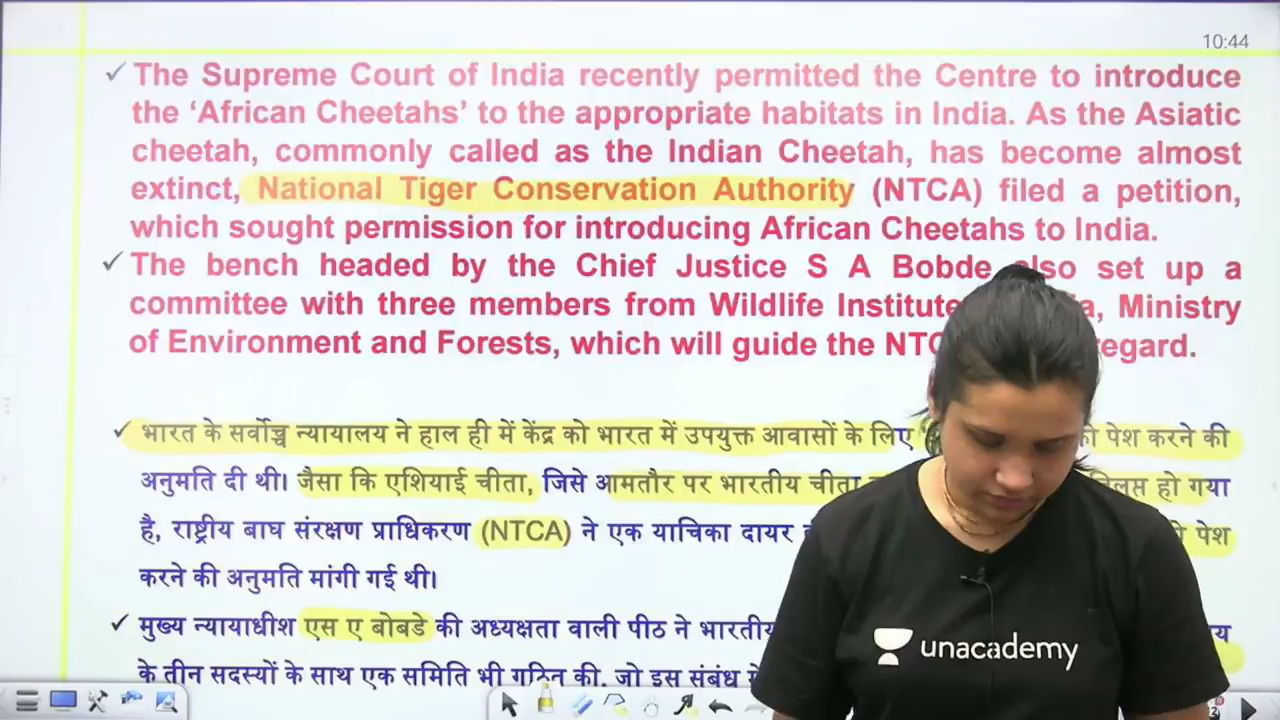 10:44
The Supreme Court of India recently permitted the Centre to introduce
the ‘African Cheetahs’ to the appropriate habitats in India. As the Asiatic
cheetah, commonly called as the Indian Cheetah, has become almost
extinct, National Tiger Conservation Authority (NTCA) filed a petition,
which sought permission for introducing African Cheetahs to India.
The bench headed by the Chief Justice S A Bobde also set up a
committee with three members from Wildlife Institute Ministry
of Environment and Forests, which will guide the
भारत के सर्वोच्च न्यायालय ने हाल ही में केंद्र को भारत में उपयुक्त आवासों के लिए पेश करने की
अनुमति दी थी। जैसा कि एशियाई चीता, जिसे आमतौर पर भारतीय चीता हो गया
है, राष्ट्रीय बाघ संरक्षण प्राधिकरण (NTCA) ने एक याचिका दायर पेश
करने की अनुमति मांगी गई थी।
मुख्य न्यायाधीश एस ए बोबडे की अध्यक्षता वाली पीठ ने
के तीन सदस्यों के साथ एक समिति भी गठित की, जो इस संबंध
unacademy